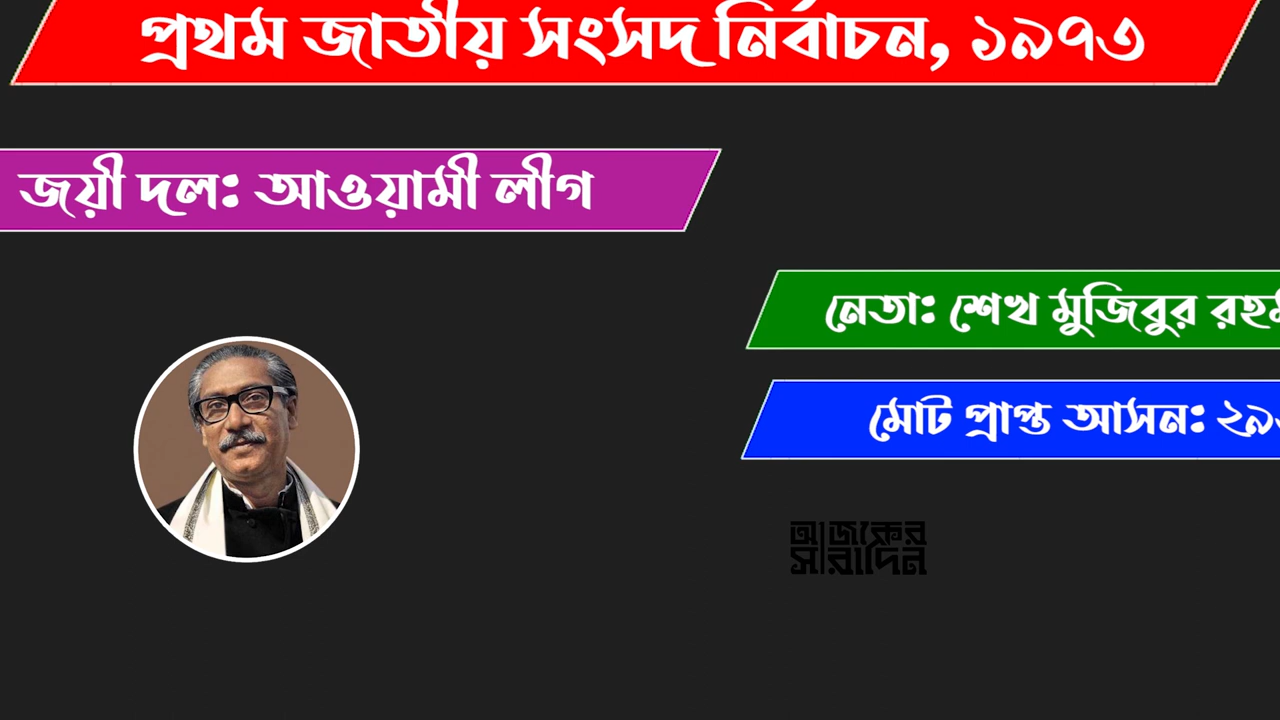 প্রথম জাতীয় সংসদ নির্বাচন, ১৯৭৩
জয়ী দল: আওয়ামী লীগ
নেতা: শেখ মুজিবুর
মোট প্রাপ্ত আসন:
আজকের
সারাদিন